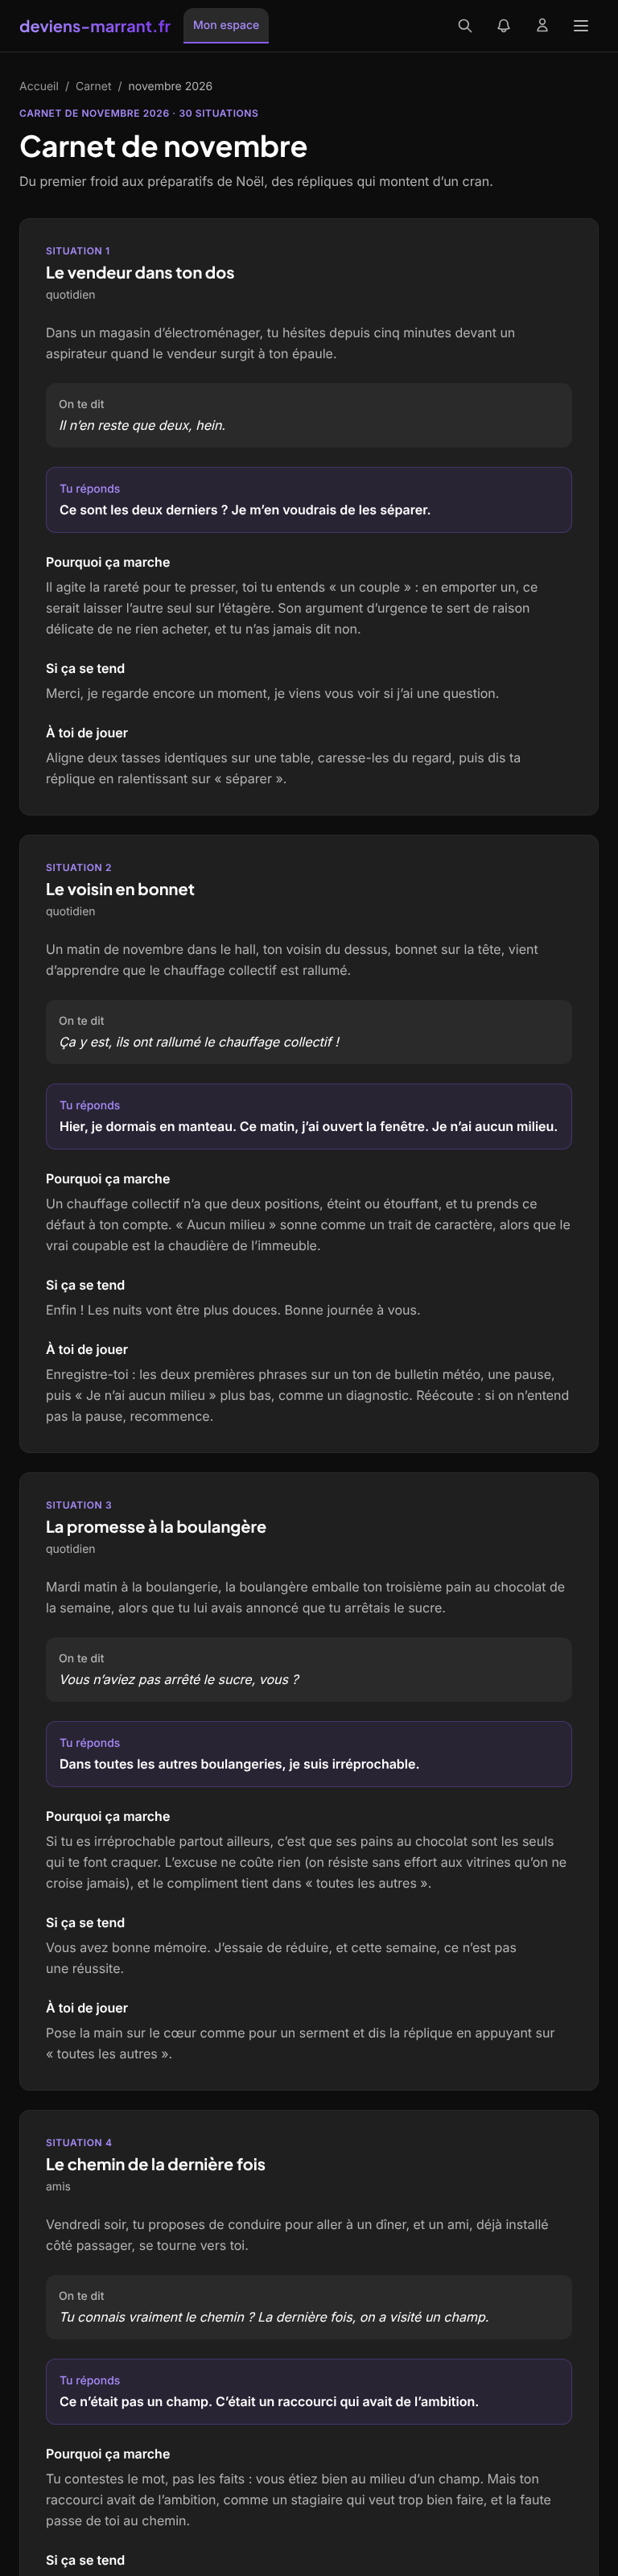 deviens-marrant.fr
Mon espace
Accueil / Carnet / novembre 2026
CARNET DE NOVEMBRE 2026 · 30 SITUATIONS
Carnet de novembre
Du premier froid aux préparatifs de Noël, des répliques qui montent d’un cran.
SITUATION 1
Le vendeur dans ton dos
quotidien
Dans un magasin d’électroménager, tu hésites depuis cinq minutes devant un
aspirateur quand le vendeur surgit à ton épaule.
On te dit
Il n’en reste que deux, hein.
Tu réponds
Ce sont les deux derniers ? Je m’en voudrais de les séparer.
Pourquoi ça marche
Il agite la rareté pour te presser, toi tu entends « un couple » : en emporter un, ce
serait laisser l’autre seul sur l’étagère. Son argument d’urgence te sert de raison
délicate de ne rien acheter, et tu n’as jamais dit non.
Si ça se tend
Merci, je regarde encore un moment, je viens vous voir si j’ai une question.
À toi de jouer
Aligne deux tasses identiques sur une table, caresse-les du regard, puis dis ta
réplique en ralentissant sur « séparer ».
SITUATION 2
Le voisin en bonnet
quotidien
Un matin de novembre dans le hall, ton voisin du dessus, bonnet sur la tête, vient
d’apprendre que le chauffage collectif est rallumé.
On te dit
Ça y est, ils ont rallumé le chauffage collectif !
Tu réponds
Hier, je dormais en manteau. Ce matin, j’ai ouvert la fenêtre. Je n’ai aucun milieu.
Pourquoi ça marche
Un chauffage collectif n’a que deux positions, éteint ou étouffant, et tu prends ce
défaut à ton compte. « Aucun milieu » sonne comme un trait de caractère, alors que le
vrai coupable est la chaudière de l’immeuble.
Si ça se tend
Enfin ! Les nuits vont être plus douces. Bonne journée à vous.
À toi de jouer
Enregistre-toi : les deux premières phrases sur un ton de bulletin météo, une pause,
puis « Je n’ai aucun milieu » plus bas, comme un diagnostic. Réécoute : si on n’entend
pas la pause, recommence.
SITUATION 3
La promesse à la boulangère
quotidien
Mardi matin à la boulangerie, la boulangère emballe ton troisième pain au chocolat de
la semaine, alors que tu lui avais annoncé que tu arrêtais le sucre.
On te dit
Vous n’aviez pas arrêté le sucre, vous ?
Tu réponds
Dans toutes les autres boulangeries, je suis irréprochable.
Pourquoi ça marche
Si tu es irréprochable partout ailleurs, c’est que ses pains au chocolat sont les seuls
qui te font craquer. L’excuse ne coûte rien (on résiste sans effort aux vitrines qu’on ne
croise jamais), et le compliment tient dans « toutes les autres ».
Si ça se tend
Vous avez bonne mémoire. J’essaie de réduire, et cette semaine, ce n’est pas
une réussite.
À toi de jouer
Pose la main sur le cœur comme pour un serment et dis la réplique en appuyant sur
« toutes les autres ».
SITUATION 4
Le chemin de la dernière fois
amis
Vendredi soir, tu proposes de conduire pour aller à un dîner, et un ami, déjà installé
côté passager, se tourne vers toi.
On te dit
Tu connais vraiment le chemin ? La dernière fois, on a visité un champ.
Tu réponds
Ce n’était pas un champ. C’était un raccourci qui avait de l’ambition.
Pourquoi ça marche
Tu contestes le mot, pas les faits : vous étiez bien au milieu d’un champ. Mais ton
raccourci avait de l’ambition, comme un stagiaire qui veut trop bien faire, et la faute
passe de toi au chemin.
Si ça se tend